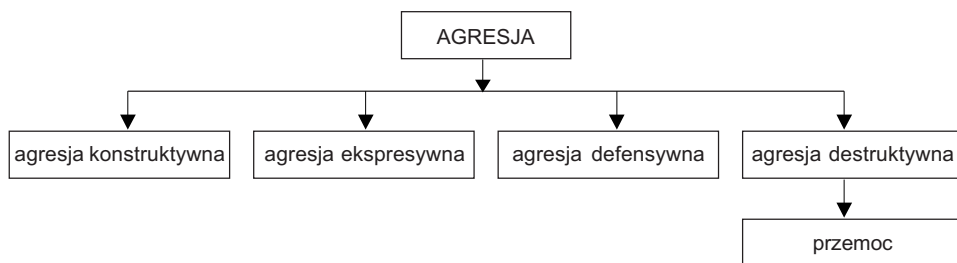 AGRESJA
agresja konstruktywna
agresja ekspresywna
agresja defensywna
agresja destruktywna
przemoc